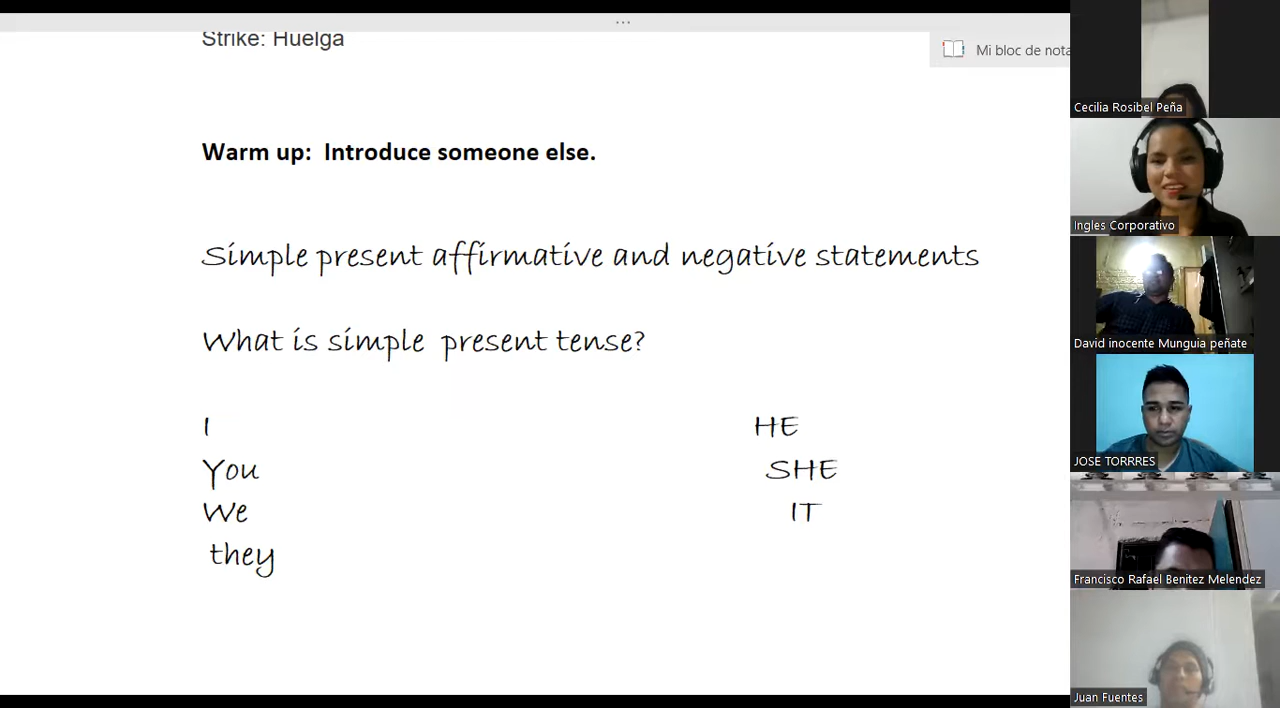 ...
Strike: Huelga
Mi bloc de nota
Warm up: Introduce someone else.
Simple present affirmative and negative statements
What is simple present tense?
I
HE
You
SHE
We
IT
they
Cecilia Rosibel Peña
Ingles Corporativo
David inocente Munguia peñate
JOSE TORRRES
Francisco Rafael Benitez Melendez
Juan Fuentes